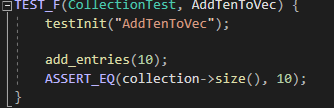 TEST_F(CollectionTest, AddTenToVec) {
testInit("AddTenToVec");
add_entries(10);
ASSERT_EQ(collection->size(), 10);
}